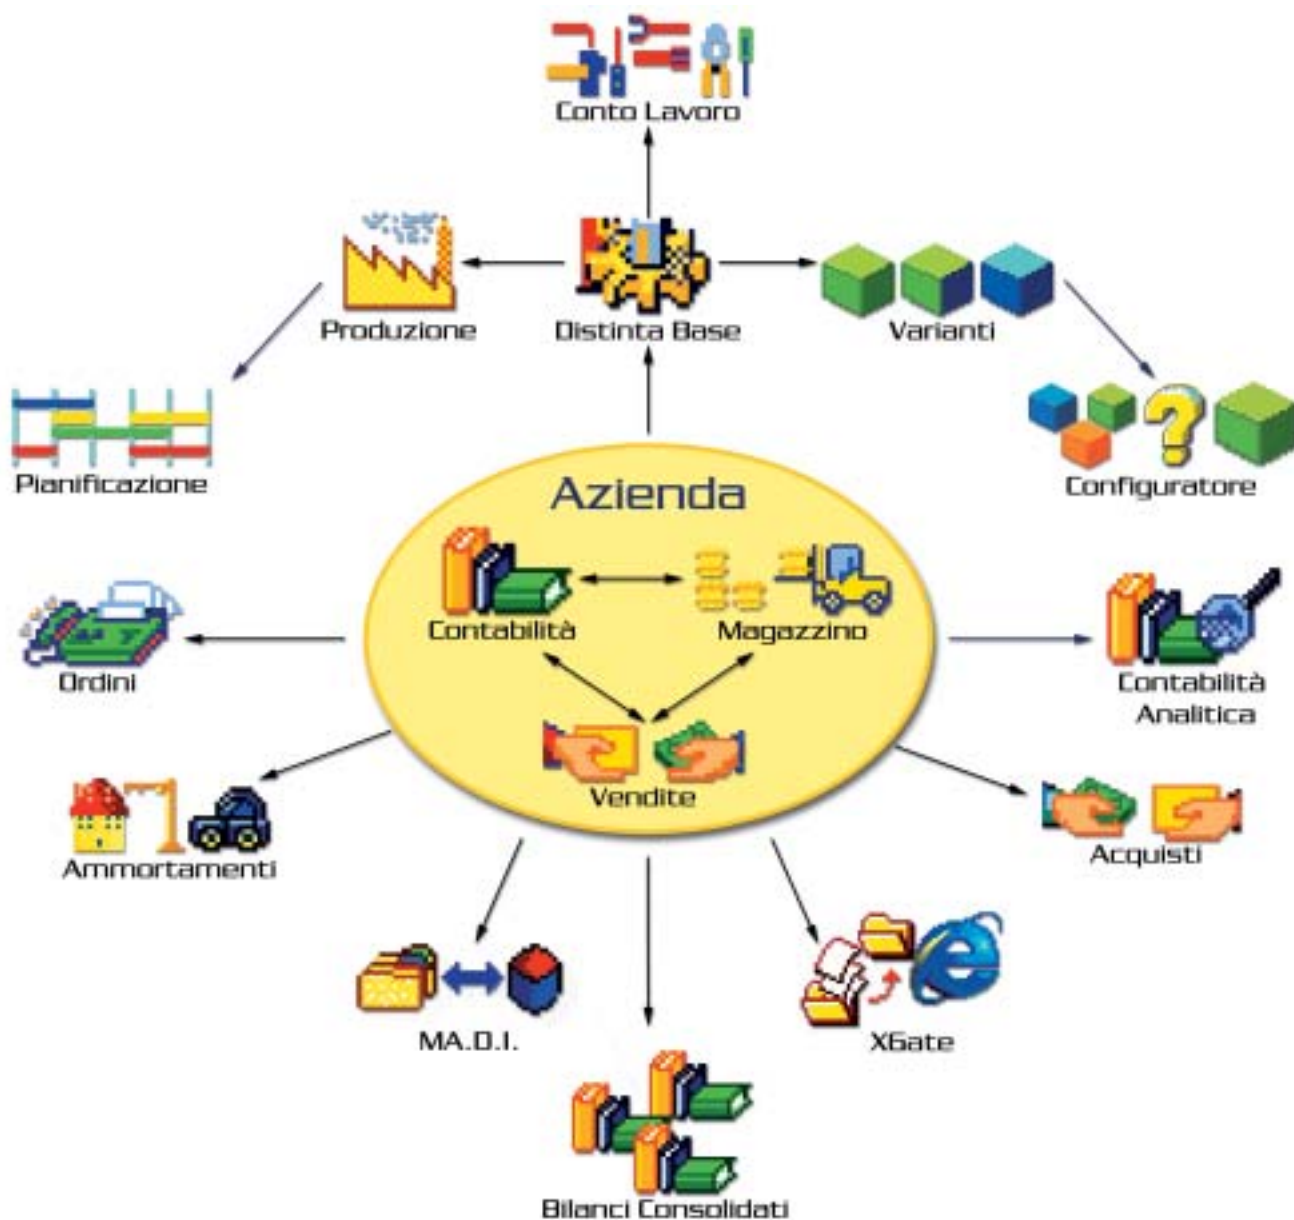 Conto Lavoro
Produzione
Distinta Base
Varianti
Pianificazione
Configuratore
Azienda
Contabilità
Magazzino
Ordini
Contabilità
Analitica
Vendite
Ammortamenti
Acquisti
MA.D.I.
XGate
Bilanci Consolidati